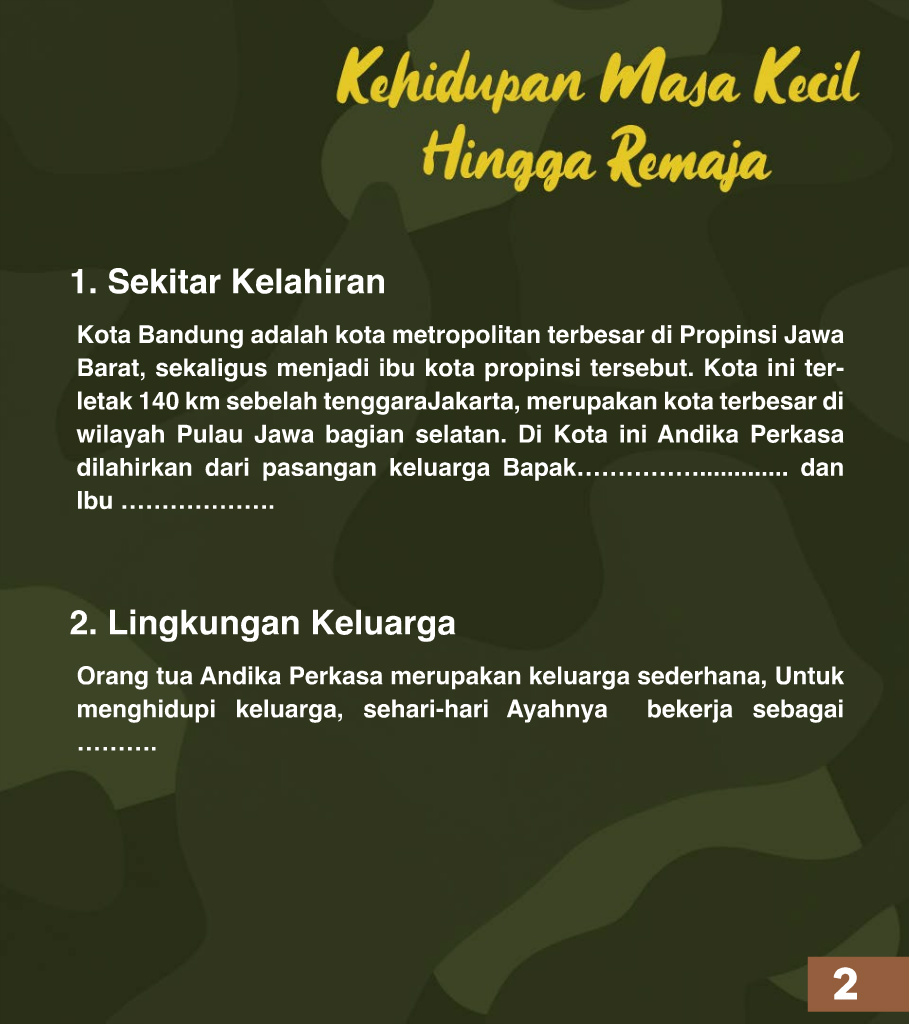 Kehidupan Masa Kecil
Hingga Remaja
1. Sekitar Kelahiran
Kota Bandung adalah kota metropolitan terbesar di Propinsi Jawa
Barat, sekaligus menjadi ibu kota propinsi tersebut. Kota ini ter-
letak 140 km sebelah tenggaraJakarta, merupakan kota terbesar di
wilayah Pulau Jawa bagian selatan. Di Kota ini Andika Perkasa
dilahirkan dari pasangan keluarga Bapak……………............. dan
Ibu ……………….
2. Lingkungan Keluarga
Orang tua Andika Perkasa merupakan keluarga sederhana, Untuk
menghidupi keluarga, sehari-hari Ayahnya bekerja sebagai
……….
2